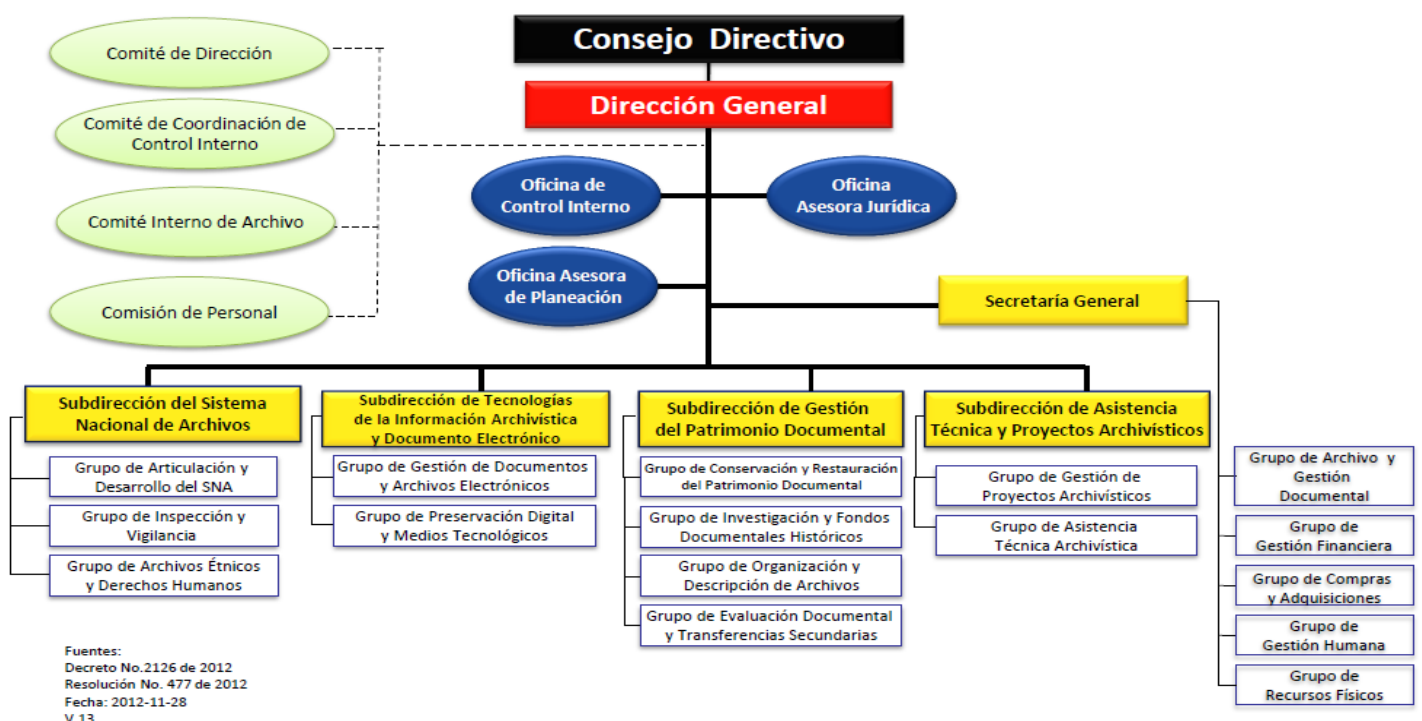 Consejo Directivo
Dirección General
Comité de Dirección
Comité de Coordinación de
Control Interno
Comité Interno de Archivo
Comisión de Personal
Oficina de
Control Interno
Oficina
Asesora Jurídica
Oficina Asesora
de Planeación
Secretaría General
Subdirección del Sistema
Nacional de Archivos
Grupo de Articulación y
Desarrollo del SNA
Grupo de Inspección y
Vigilancia
Grupo de Archivos Étnicos
y Derechos Humanos
Subdirección de Tecnologías
de la Información Archivística
y Documento Electrónico
Grupo de Gestión de Documentos
y Archivos Electrónicos
Grupo de Preservación Digital
y Medios Tecnológicos
Subdirección de Gestión
del Patrimonio Documental
Grupo de Conservación y Restauración
del Patrimonio Documental
Grupo de Investigación y Fondos
Documentales Históricos
Grupo de Organización y
Descripción de Archivos
Grupo de Evaluación Documental
y Transferencias Secundarias
Subdirección de Asistencia
Técnica y Proyectos Archivísticos
Grupo de Gestión de
Proyectos Archivísticos
Grupo de Asistencia
Técnica Archivística
Grupo de Archivo y
Gestión
Documental
Grupo de
Gestión Financiera
Grupo de Compras
y Adquisiciones
Grupo de
Gestión Humana
Grupo de
Recursos Físicos
Fuentes:
Decreto No.2126 de 2012
Resolución No. 477 de 2012
Fecha: 2012-11-28
V 13